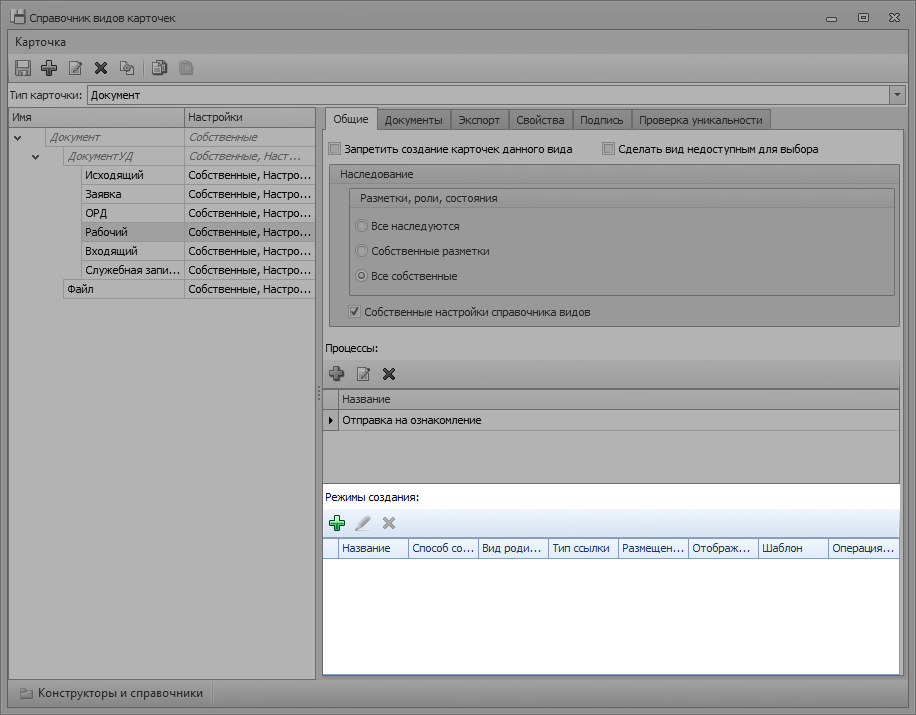 Справочник видов карточек
Карточка
Тип карточки: Документ
Имя Настройки
Документ Собственные
ДокументУД Собственные, Наст...
Исходящий Собственные, Настро...
Заявка Собственные, Настро...
ОРД Собственные, Настро...
Рабочий Собственные, Настро...
Входящий Собственные, Настро...
Служебная запи... Собственные, Настро...
Файл Собственные, Настро...
Общие Документы Экспорт Свойства Подпись Проверка уникальности
Запретить создание карточек данного вида Сделать вид недоступным для выбора
Наследование
Разметки, роли, состояния
Все наследуются
Собственные разметки
Все собственные
Собственные настройки справочника видов
Процессы:
Название
Отправка на ознакомление
Режимы создания:
Название Способ со... Вид роди... Тип ссылки Размещен... Отображ... Шаблон Операция...
Конструкторы и справочники